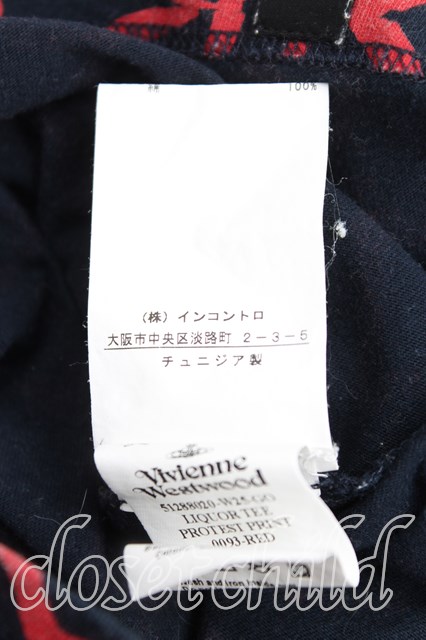 綿 100%
(株)インコントロ
大阪市中央区淡路町 2-3-5
チュニジア製
Vivienne
Westwood
51288020-W25-GO
LIQUOR TEE
PROTEST PRINT
0093-RED
closet child